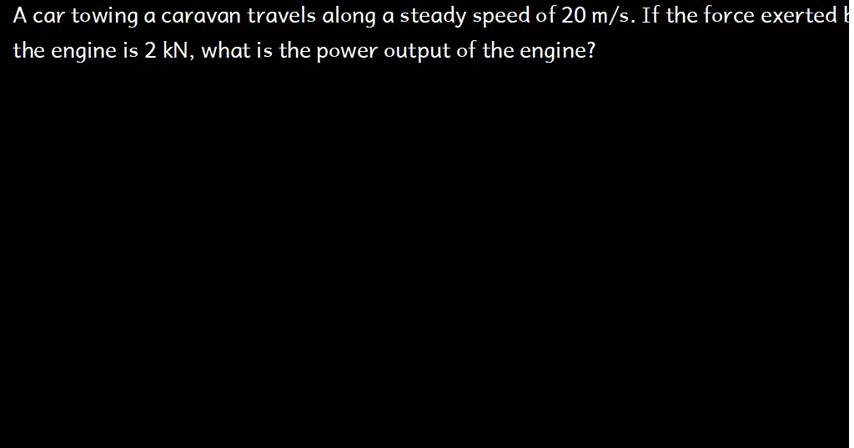 A car towing a caravan travels along a steady speed of 20 m/s. If the force exerted
the engine is 2 kN, what is the power output of the engine?